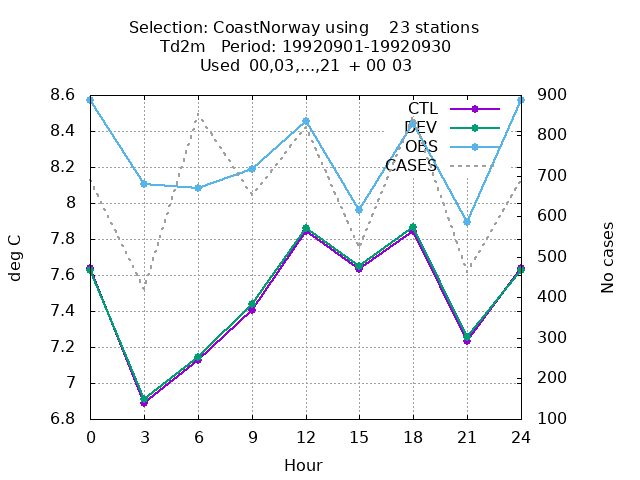 Selection: CoastNorway using 23 stations
Td2m Period: 19920901-19920930
Used 00,03,...,21 + 00 03
8.6
8.4
8.2
8
7.8
7.6
7.4
7.2
7
6.8
deg C
900
800
700
600
500
400
300
200
100
No cases
CTL
DEV
OBS
CASES
0 3 6 9 12 15 18 21 24
Hour